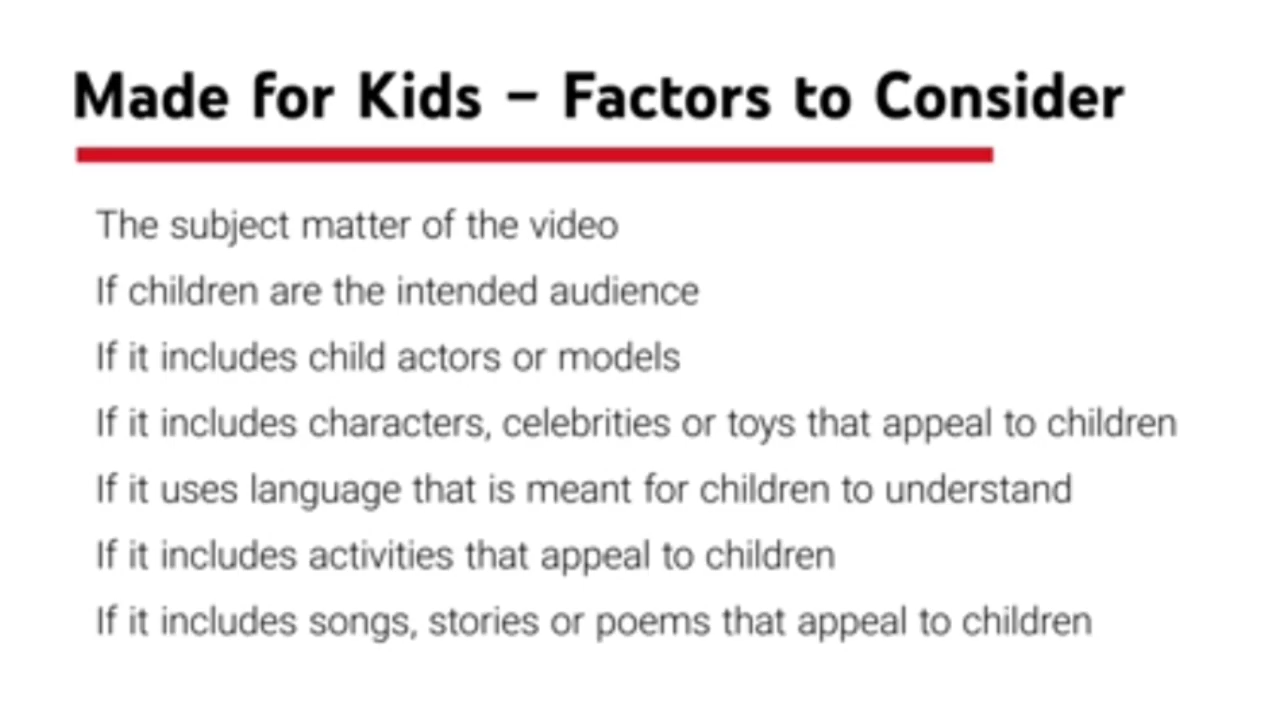 Made for Kids – Factors to Consider
The subject matter of the video
If children are the intended audience
If it includes child actors or models
If it includes characters, celebrities or toys that appeal to children
If it uses language that is meant for children to understand
If it includes activities that appeal to children
If it includes songs, stories or poems that appeal to children